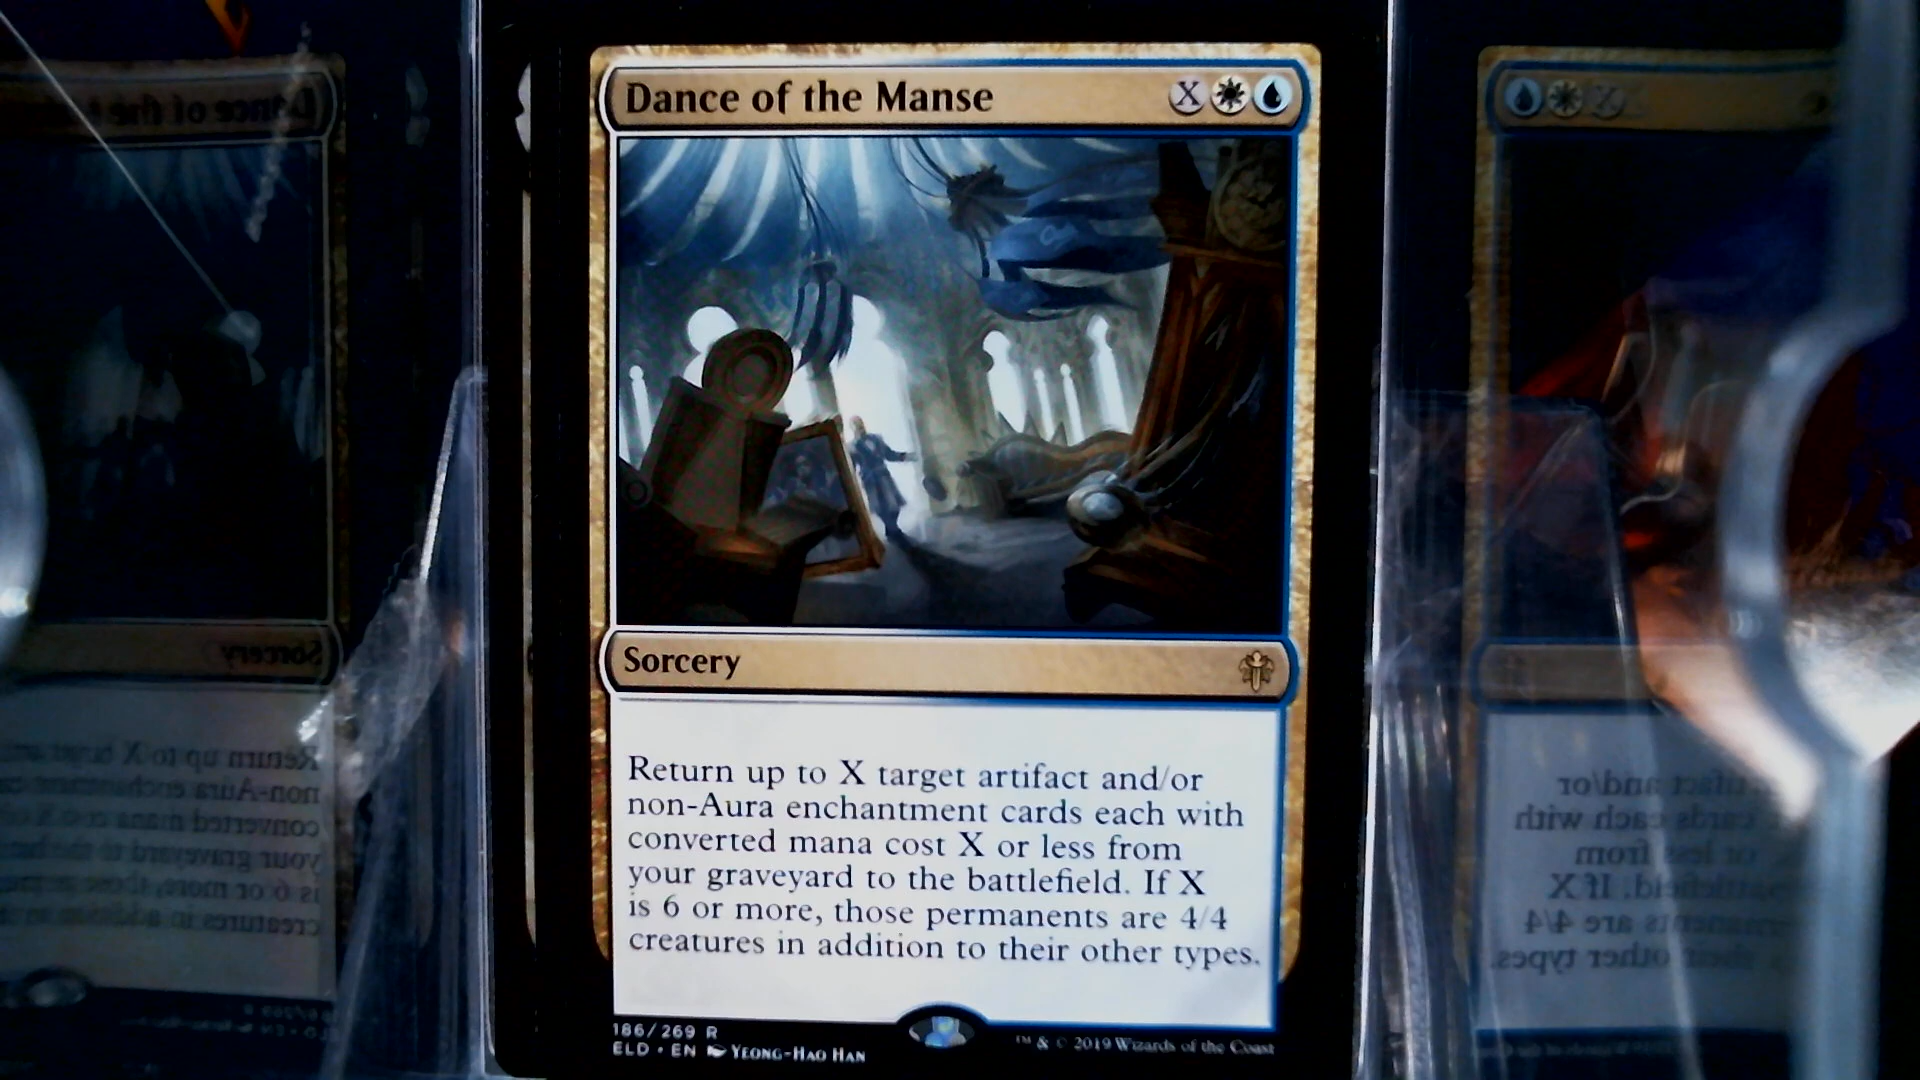 Dance of the Manse X
Sorcery
Return up to X target artifact and/or
non-Aura enchantment cards each with
converted mana cost X or less from
your graveyard to the battlefield. If X
is 6 or more, those permanents are 4/4
creatures in addition to their other types.
186/269 R
ELD • EN Yeong-Hao Han
™ & © 2019 Wizards of the Coast